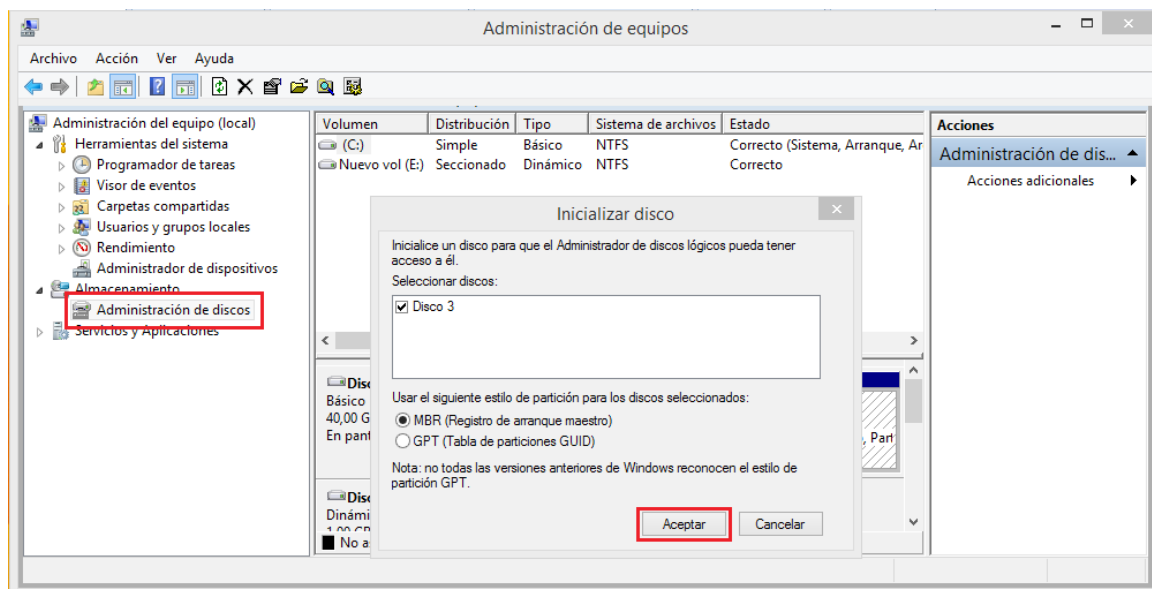 Administración de equipos
Archivo Acción Ver Ayuda
Administración del equipo (local)
Herramientas del sistema
Programador de tareas
Visor de eventos
Carpetas compartidas
Usuarios y grupos locales
Rendimiento
Administrador de dispositivos
Almacenamiento
Administración de discos
Servicios y Aplicaciones
Volumen Distribución Tipo Sistema de archivos Estado
(C:) Simple Básico NTFS Correcto (Sistema, Arranque, Ar
Nuevo vol (E:) Seccionado Dinámico NTFS Correcto
Inicializar disco
Inicialice un disco para que el Administrador de discos lógicos pueda tener
acceso a él.
Seleccionar discos:
Disco 3
Usar el siguiente estilo de partición para los discos seleccionados:
MBR (Registro de arranque maestro)
GPT (Tabla de particiones GUID)
Nota: no todas las versiones anteriores de Windows reconocen el estilo de
partición GPT.
Aceptar Cancelar
Disc
Básico
40,00 G
En pant
, Part
Disc
Dinámi
No a
Acciones
Administración de dis...
Acciones adicionales